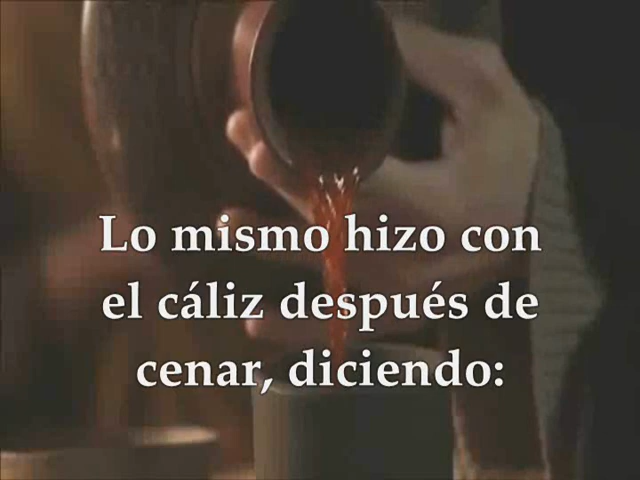 Lo mismo hizo con
el cáliz después de
cenar, diciendo: